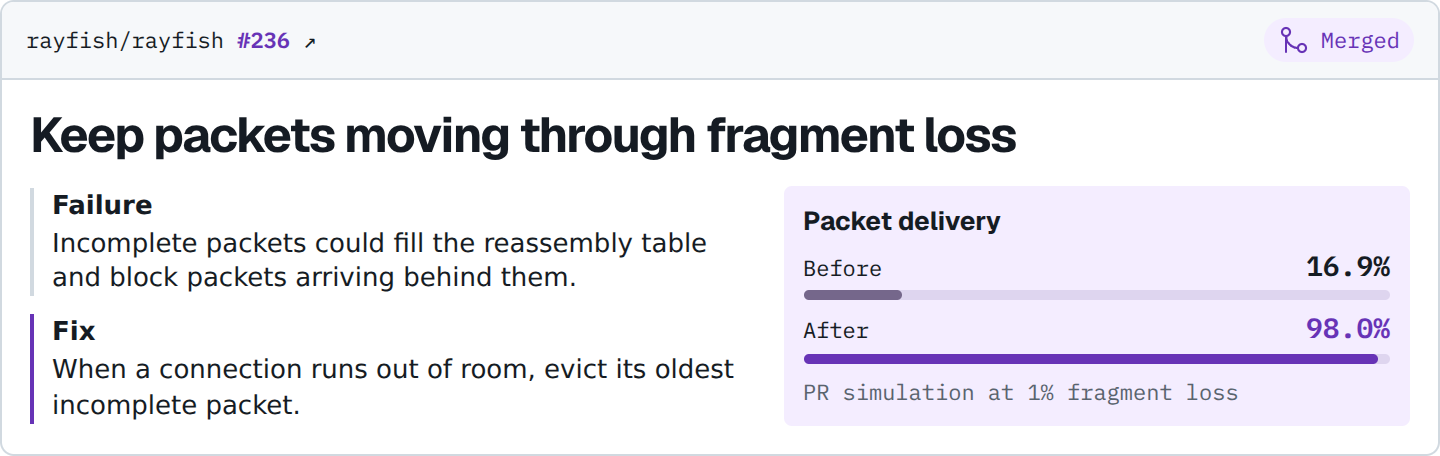 rayfish/rayfish #236 ↗
Merged
Keep packets moving through fragment loss
Failure
Incomplete packets could fill the reassembly table
and block packets arriving behind them.
Fix
When a connection runs out of room, evict its oldest
incomplete packet.
Packet delivery
Before 16.9%
After 98.0%
PR simulation at 1% fragment loss